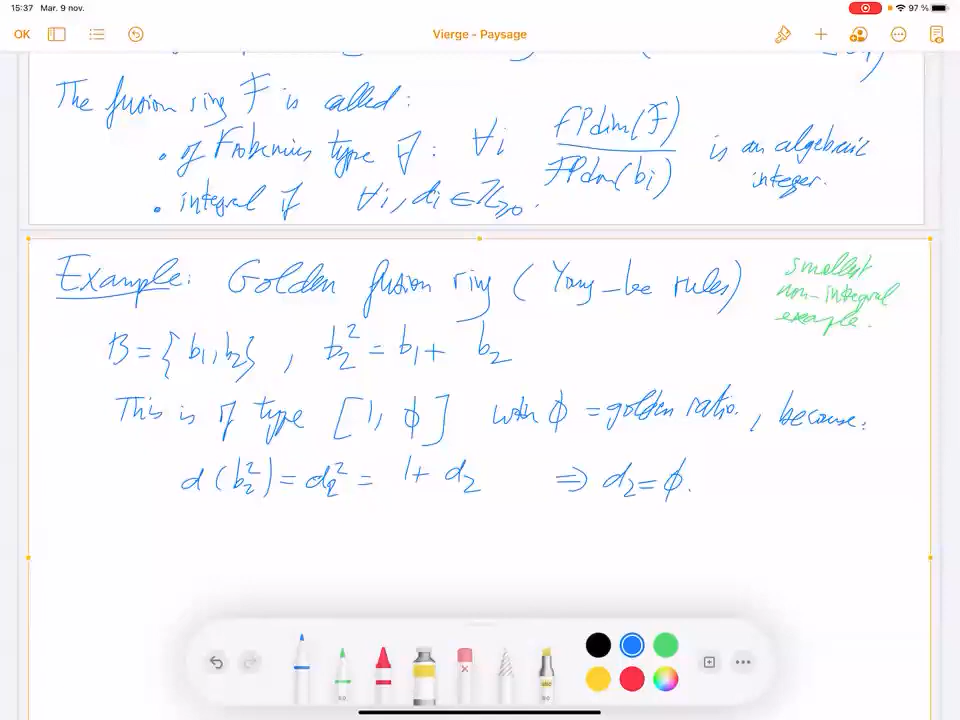 15:37 Mar. 9 nov.
97 %
OK
Vierge - Paysage
The fusion ring F is called :
• of Frobenius type if : ∀i FPdim(F) / FPdim(bi) is an algebraic integer.
• integral if ∀i, di ∈ ℤ≥0.
Example: Golden fusion ring ( Yang-Lee rules)
smallest
non-integral
example.
B = {b1, b2} , b2² = b1 + b2
This is of type [1, ϕ] with ϕ = golden ratio. , because:
d(b2²) = d2² = 1 + d2 ⇒ d2 = ϕ.